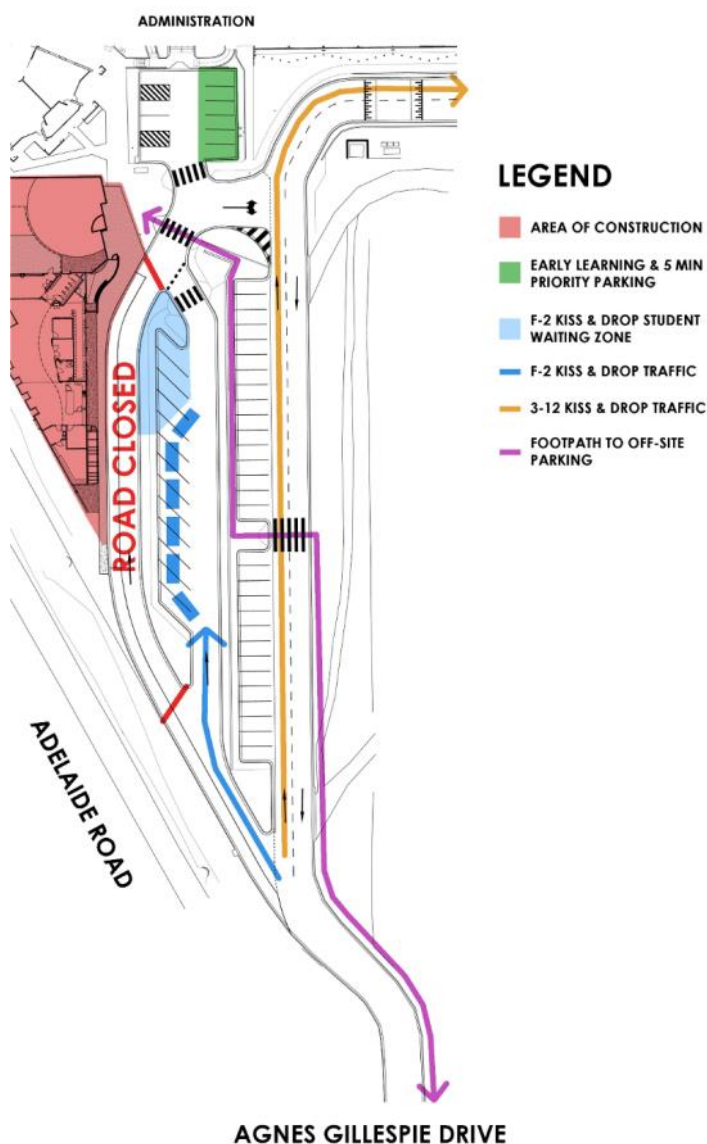 ADMINISTRATION
LEGEND
AREA OF CONSTRUCTION
EARLY LEARNING & 5 MIN
PRIORITY PARKING
F-2 KISS & DROP STUDENT
WAITING ZONE
F-2 KISS & DROP TRAFFIC
3-12 KISS & DROP TRAFFIC
FOOTPATH TO OFF-SITE
PARKING
ROAD CLOSED
ADELAIDE ROAD
AGNES GILLESPIE DRIVE